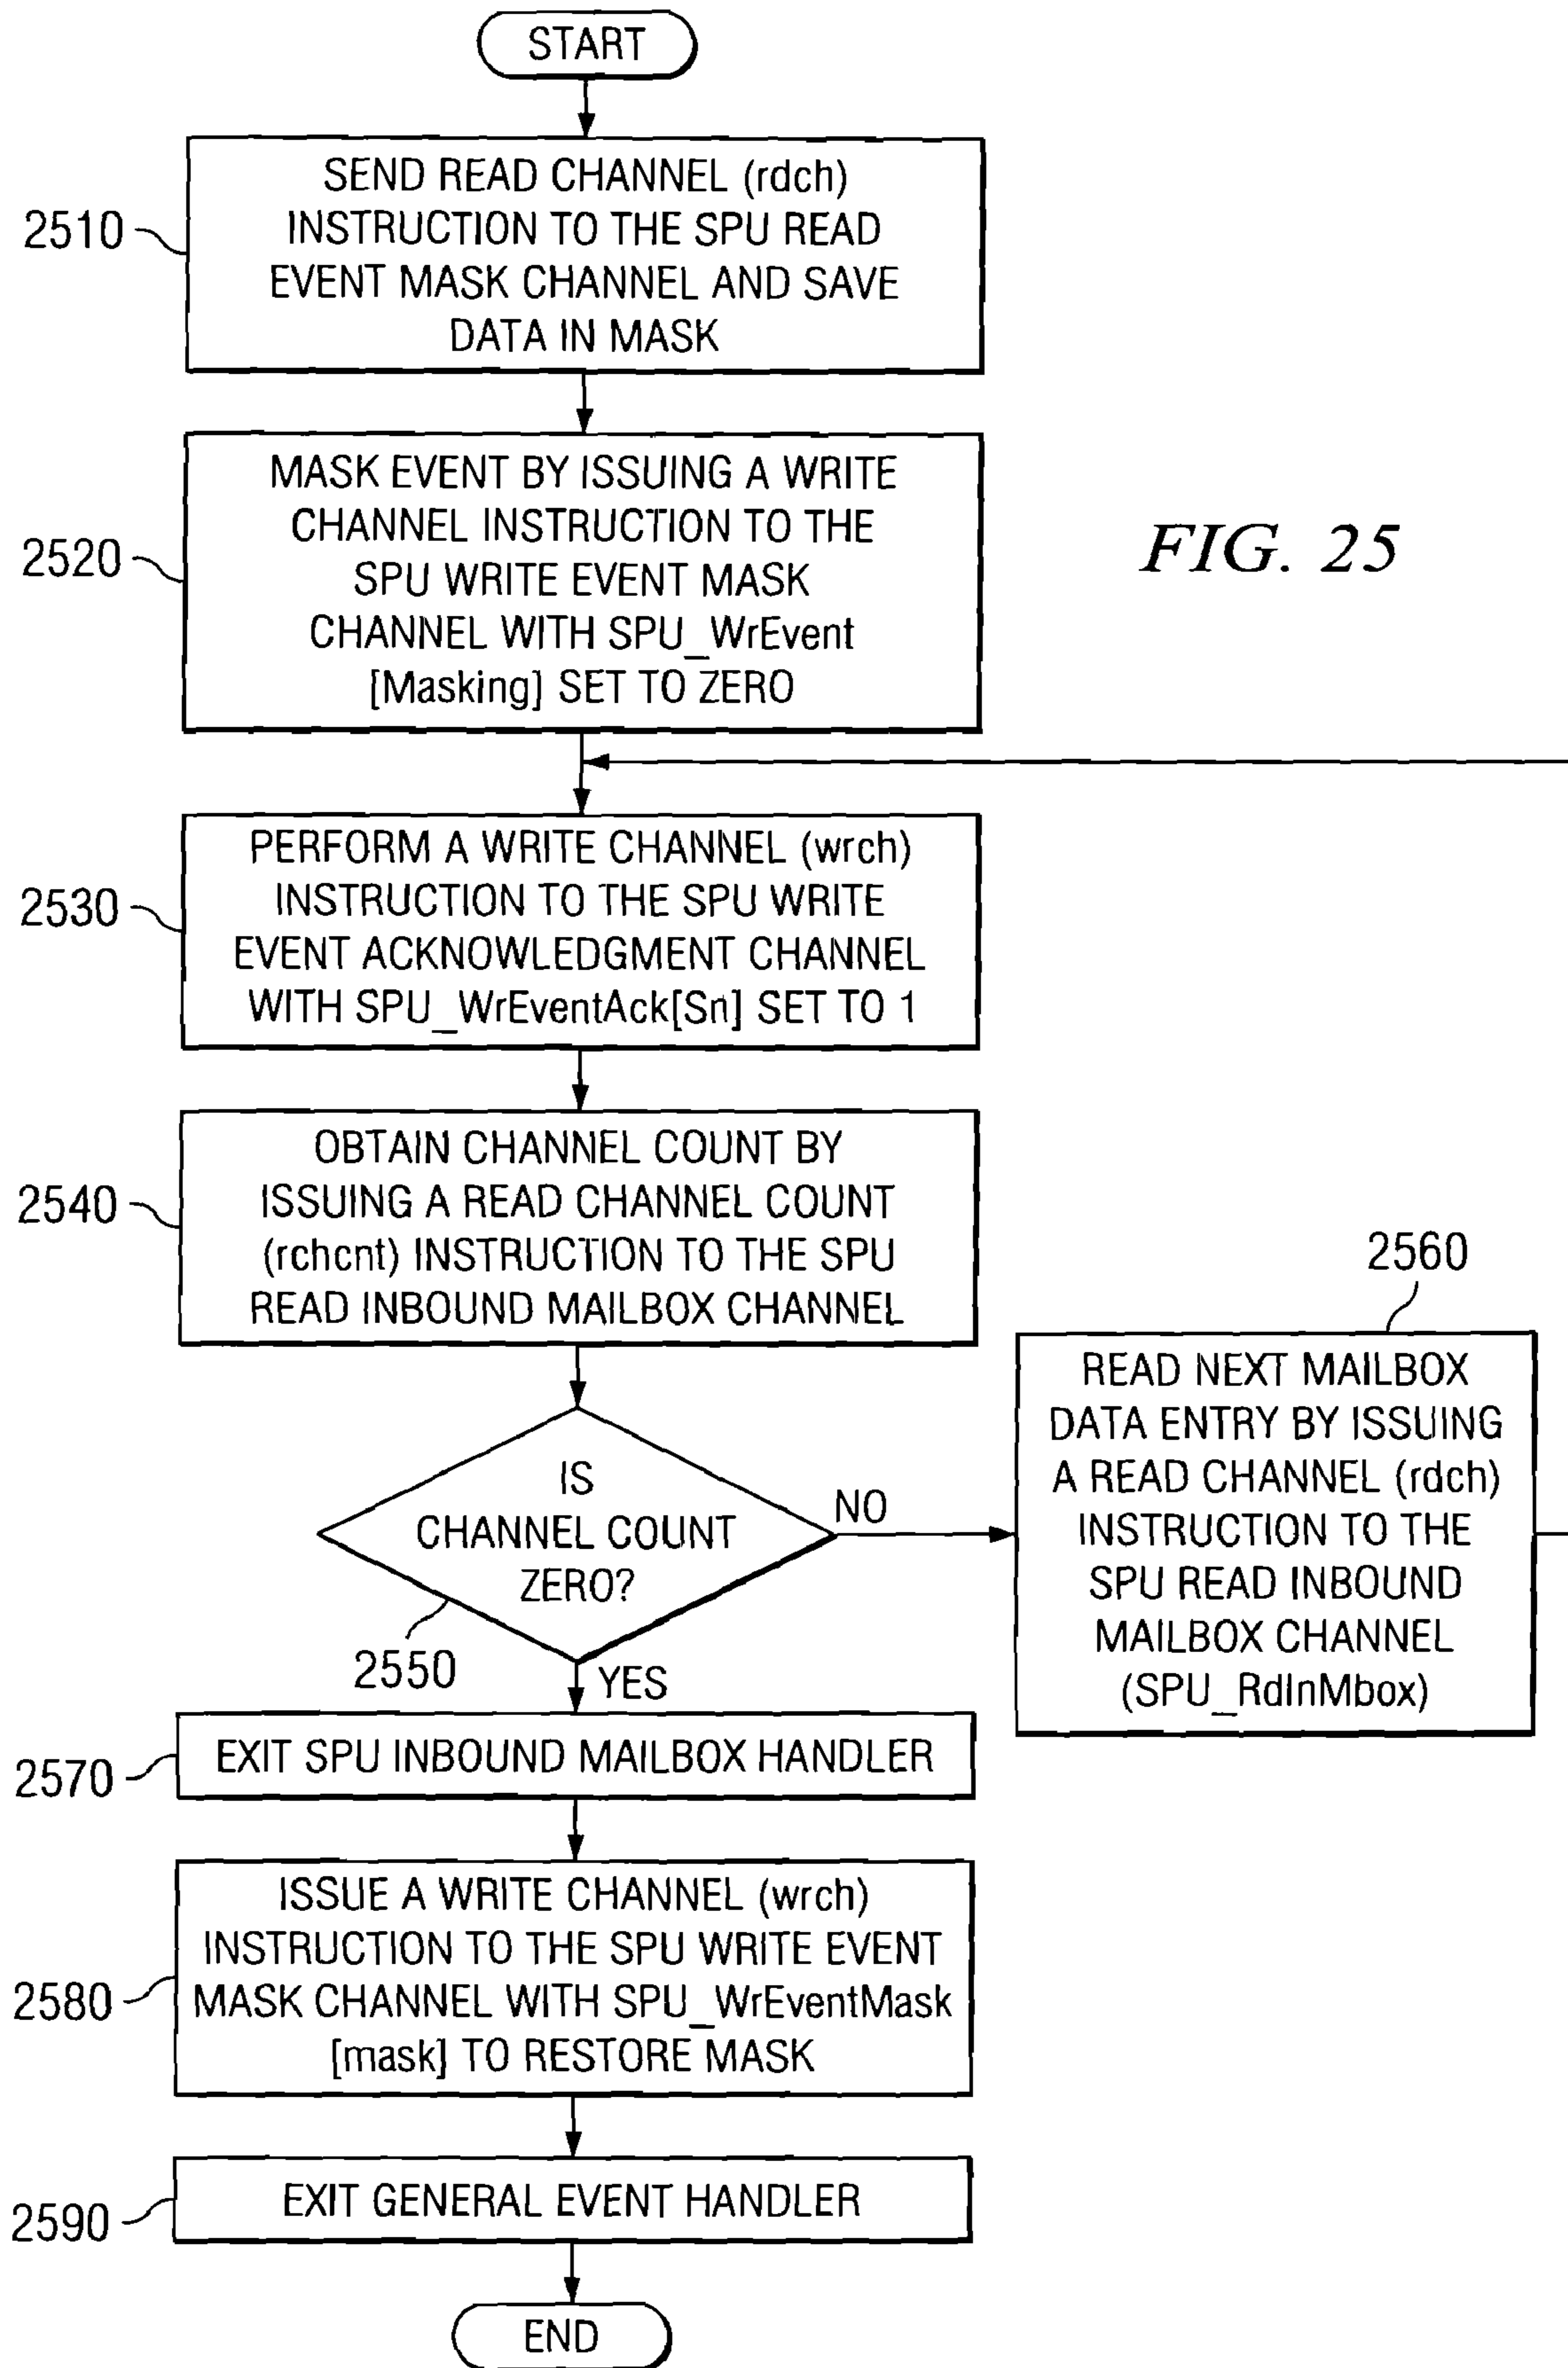 START
2510
SEND READ CHANNEL (rdch)
INSTRUCTION TO THE SPU READ
EVENT MASK CHANNEL AND SAVE
DATA IN MASK
2520
MASK EVENT BY ISSUING A WRITE
CHANNEL INSTRUCTION TO THE
SPU WRITE EVENT MASK
CHANNEL WITH SPU_WrEvent
[Masking] SET TO ZERO
FIG. 25
2530
PERFORM A WRITE CHANNEL (wrch)
INSTRUCTION TO THE SPU WRITE
EVENT ACKNOWLEDGMENT CHANNEL
WITH SPU_WrEventAck[Sn] SET TO 1
2540
OBTAIN CHANNEL COUNT BY
ISSUING A READ CHANNEL COUNT
(rchcnt) INSTRUCTION TO THE SPU
READ INBOUND MAILBOX CHANNEL
IS
CHANNEL COUNT
ZERO?
2550
NO
YES
2560
READ NEXT MAILBOX
DATA ENTRY BY ISSUING
A READ CHANNEL (rdch)
INSTRUCTION TO THE
SPU READ INBOUND
MAILBOX CHANNEL
(SPU_RdInMbox)
2570
EXIT SPU INBOUND MAILBOX HANDLER
2580
ISSUE A WRITE CHANNEL (wrch)
INSTRUCTION TO THE SPU WRITE EVENT
MASK CHANNEL WITH SPU_WrEventMask
[mask] TO RESTORE MASK
2590
EXIT GENERAL EVENT HANDLER
END